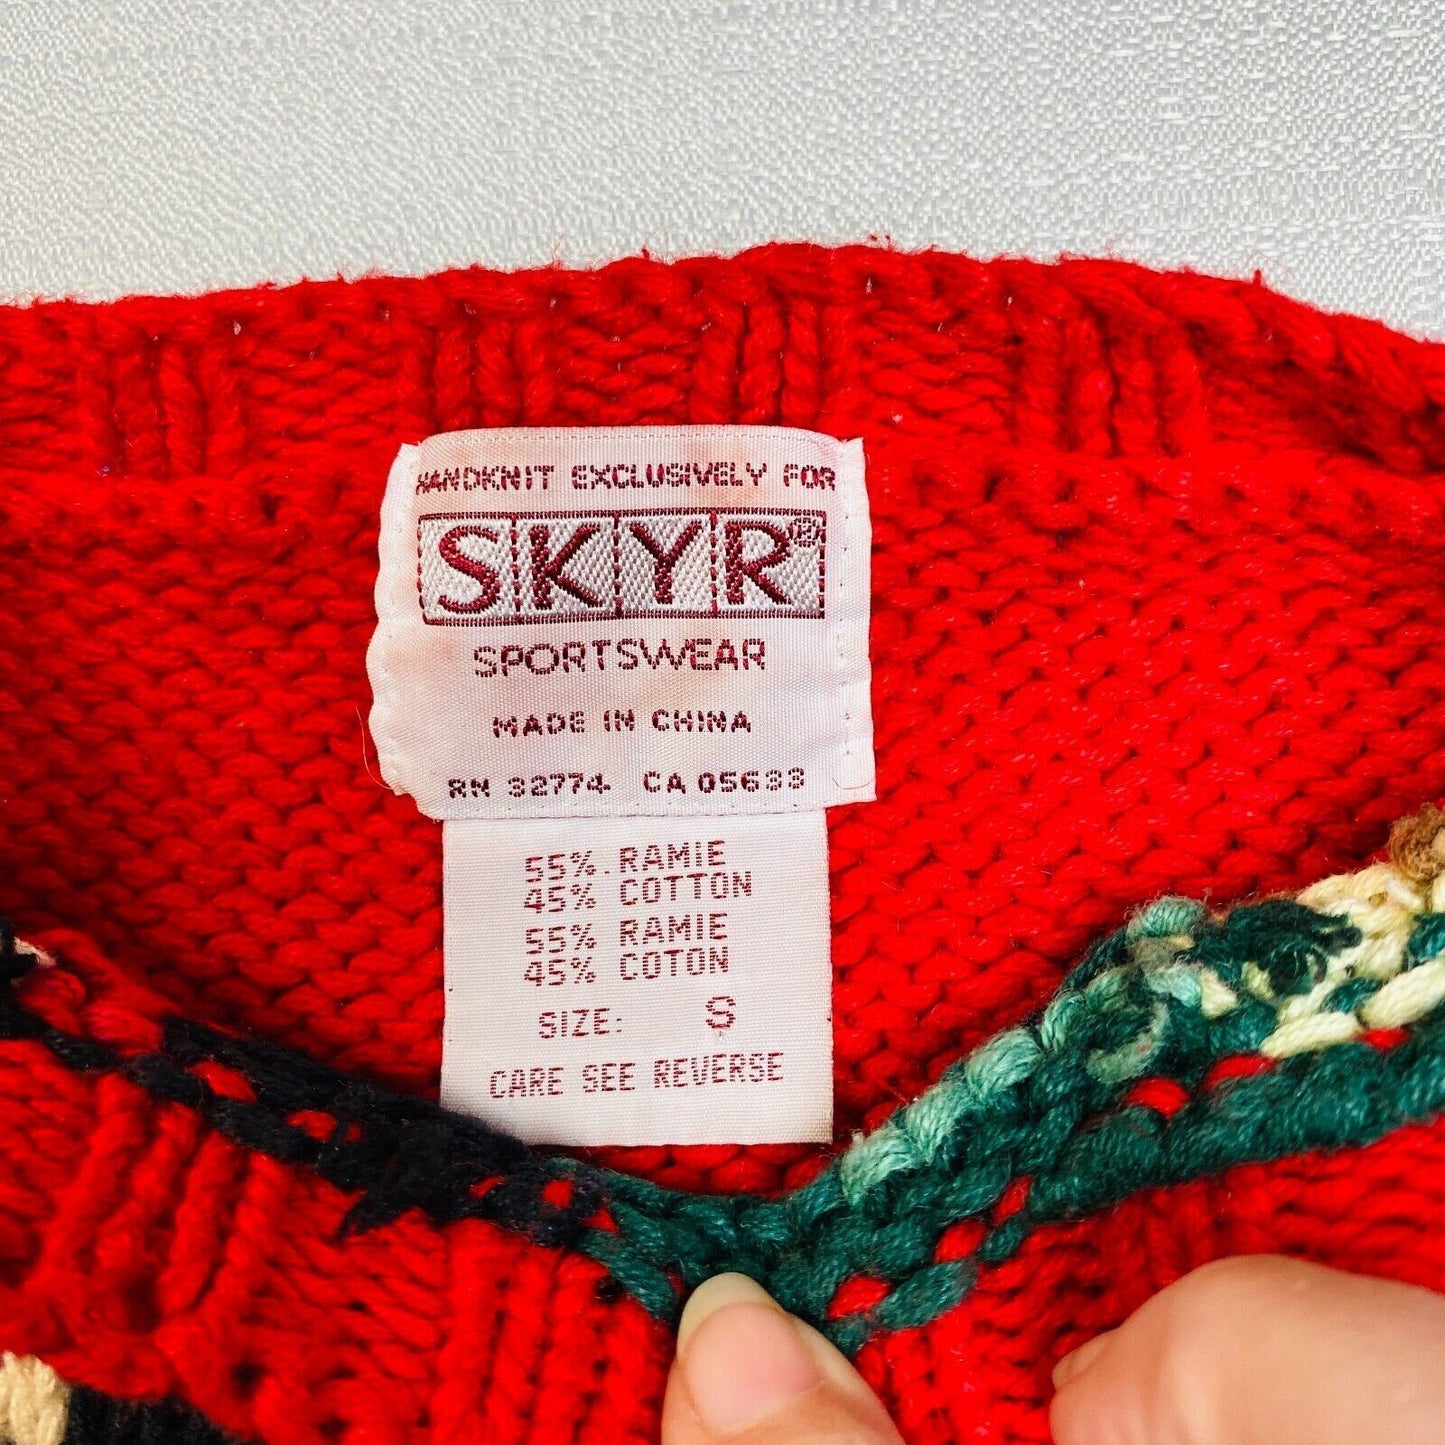 HANDKNIT EXCLUSIVELY FOR
SKYR®
SPORTSWEAR
MADE IN CHINA
RN 32774 CA 05633
55%. RAMIE
45% COTTON
55% RAMIE
45% COTON
SIZE: S
CARE SEE REVERSE